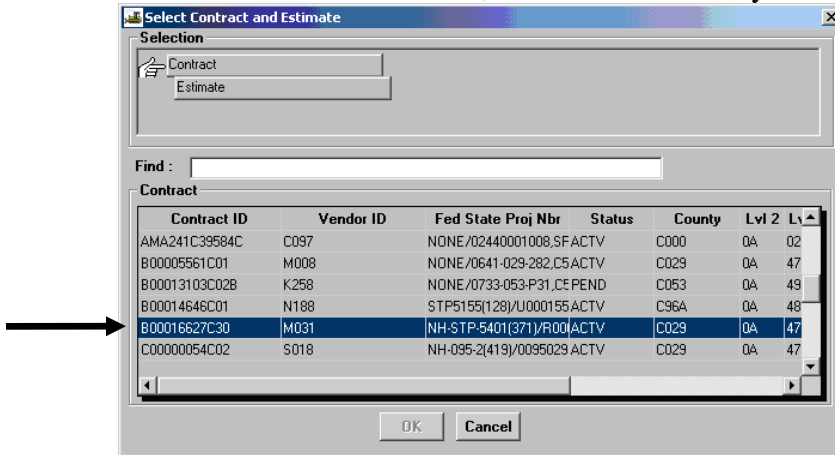 Select Contract and Estimate
Selection
Contract
Estimate
Find :
Contract
Contract ID Vendor ID Fed State Proj Nbr Status County Lvl 2
AMA241C39584C C097 NONE/02440001008,SF ACTV C000 0A 02
B00005561C01 M008 NONE/0641-029-282,C5 ACTV C029 0A 47
B00013103C02B K258 NONE/0733-053-P31,C5 PEND C053 0A 49
B00014646C01 N188 STP5155(128)/U000155 ACTV C96A 0A 48
B00016627C30 M031 NH-STP-5401(371)/R00 ACTV C029 0A 47
C00000054C02 S018 NH-095-2(419)/0095029 ACTV C029 0A 47
OK Cancel